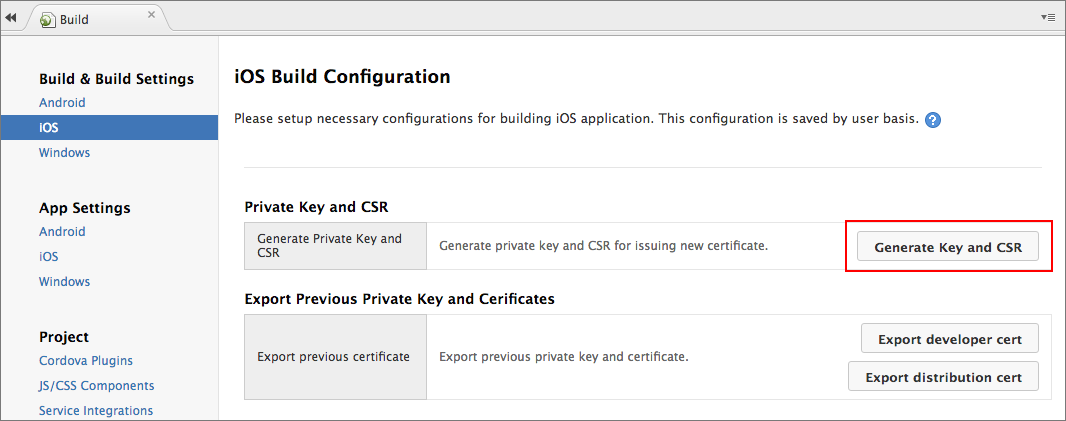 Build
Build & Build Settings
Android
iOS
Windows
App Settings
Android
iOS
Windows
Project
Cordova Plugins
JS/CSS Components
Service Integrations
iOS Build Configuration
Please setup necessary configurations for building iOS application. This configuration is saved by user basis. ?
Private Key and CSR
Generate Private Key and
CSR
Generate private key and CSR for issuing new certificate.
Generate Key and CSR
Export Previous Private Key and Cerificates
Export previous certificate
Export previous private key and certificate.
Export developer cert
Export distribution cert